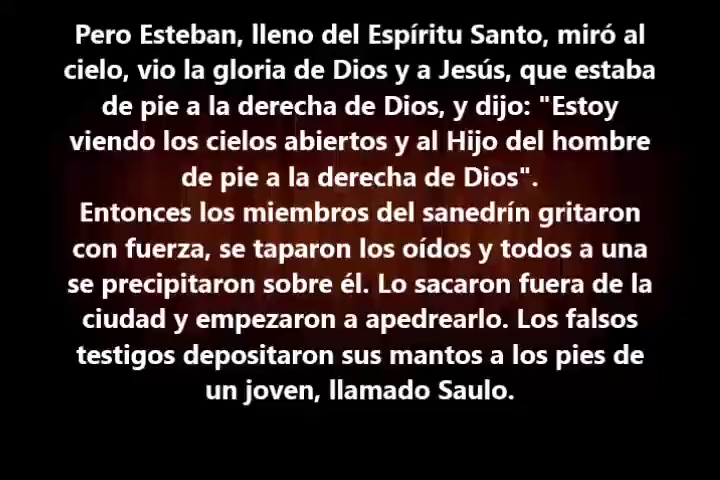 Pero Esteban, lleno del Espíritu Santo, miró al
cielo, vio la gloria de Dios y a Jesús, que estaba
de pie a la derecha de Dios, y dijo: "Estoy
viendo los cielos abiertos y al Hijo del hombre
de pie a la derecha de Dios".
Entonces los miembros del sanedrín gritaron
con fuerza, se taparon los oídos y todos a una
se precipitaron sobre él. Lo sacaron fuera de la
ciudad y empezaron a apedrearlo. Los falsos
testigos depositaron sus mantos a los pies de
un joven, llamado Saulo.